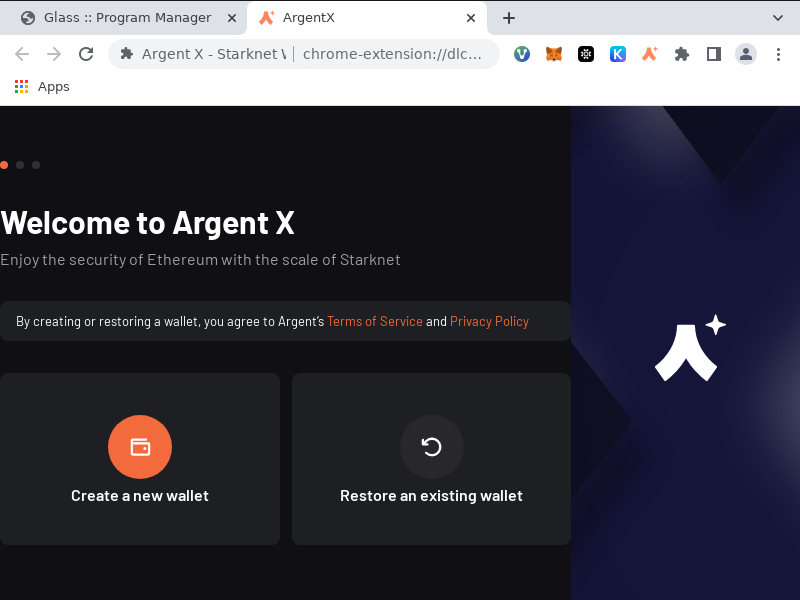 Glass :: Program Manager
ArgentX
Argent X - Starknet
chrome-extension://dlc...
Apps
Welcome to Argent X
Enjoy the security of Ethereum with the scale of Starknet
By creating or restoring a wallet, you agree to Argent’s Terms of Service and Privacy Policy
Create a new wallet
Restore an existing wallet